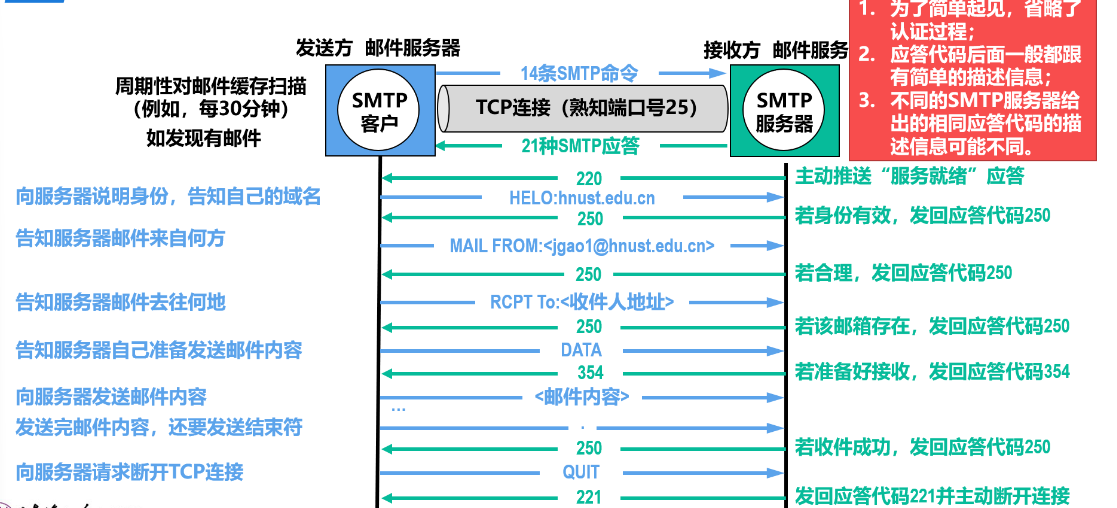 1. 为了简单起见，省略了
认证过程；
2. 应答代码后面一般都跟
有简单的描述信息；
3. 不同的SMTP服务器给
出的相同应答代码的描
述信息可能不同。
发送方 邮件服务器
接收方 邮件服务
周期性对邮件缓存扫描
（例如，每30分钟）
如发现有邮件
SMTP
客户
14条SMTP命令
TCP连接（熟知端口号25）
21种SMTP应答
SMTP
服务器
220
主动推送“服务就绪”应答
向服务器说明身份，告知自己的域名
HELO:hnust.edu.cn
250
若身份有效，发回应答代码250
告知服务器邮件来自何方
MAIL FROM:<jgao1@hnust.edu.cn>
250
若合理，发回应答代码250
告知服务器邮件去往何地
RCPT To:<收件人地址>
250
若该邮箱存在，发回应答代码250
告知服务器自己准备发送邮件内容
DATA
354
若准备好接收，发回应答代码354
向服务器发送邮件内容
<邮件内容>
...
发送完邮件内容，还要发送结束符
.
250
若收件成功，发回应答代码250
向服务器请求断开TCP连接
QUIT
221
发回应答代码221并主动断开连接